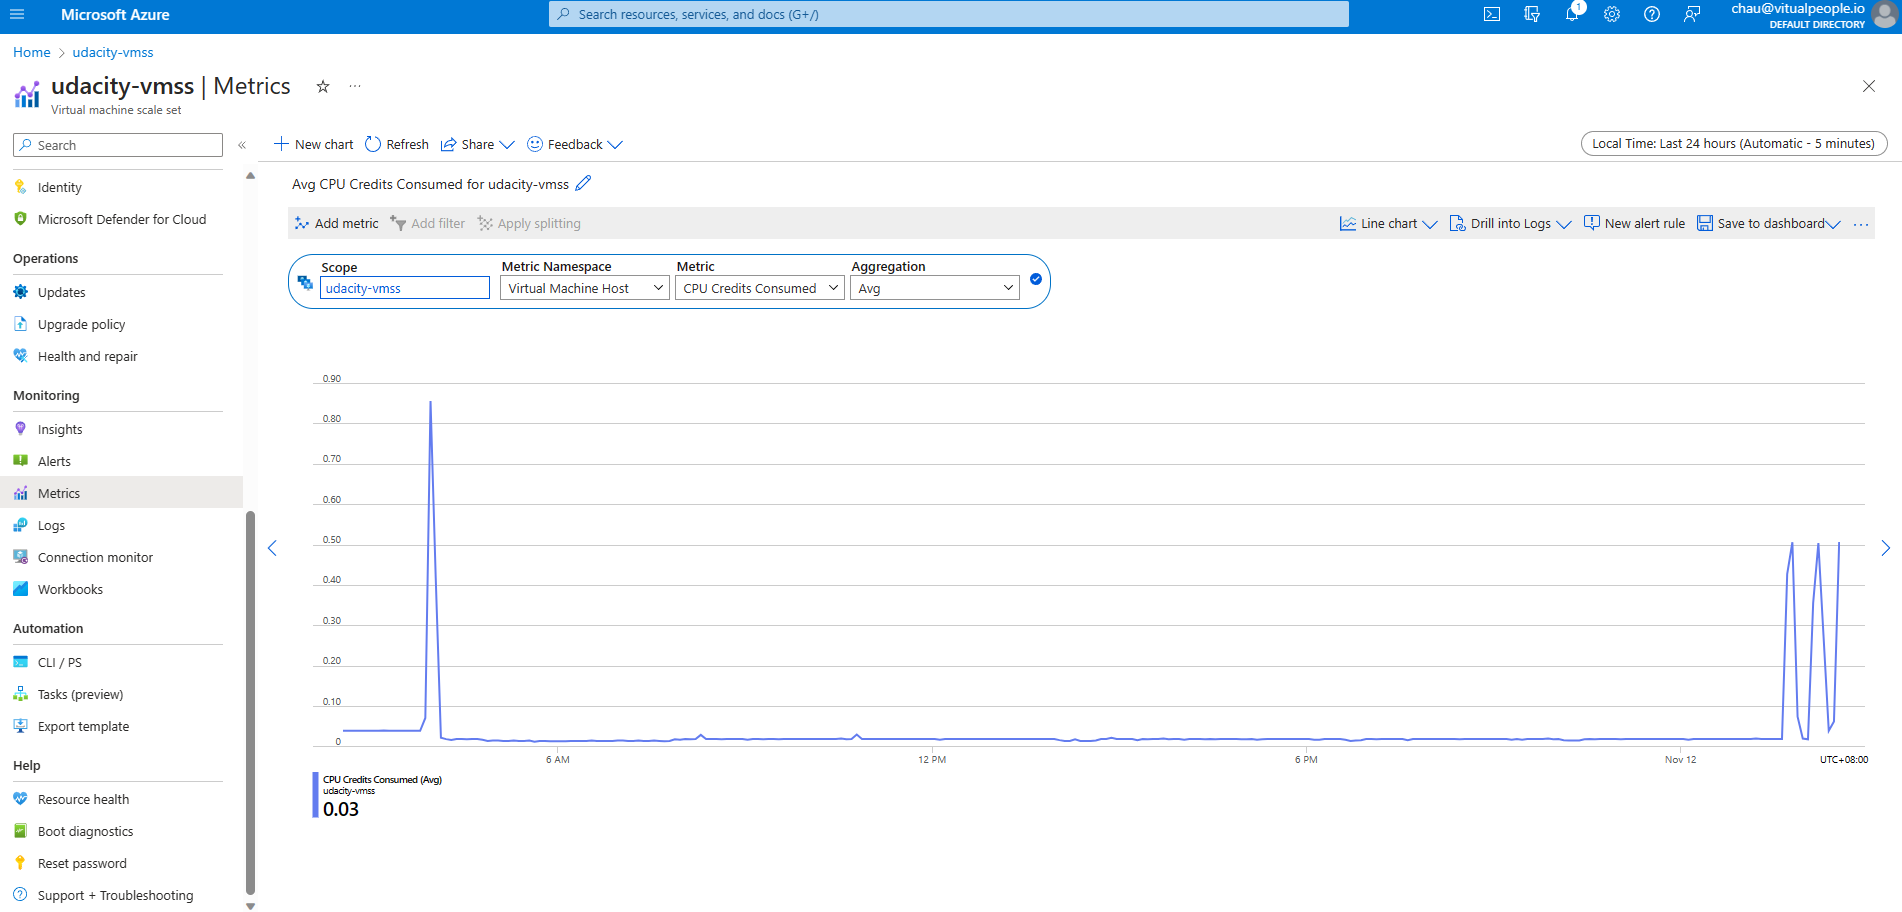 Microsoft Azure
Search resources, services, and docs (G+/)
1
chau@vitualpeople.io
DEFAULT DIRECTORY
Home > udacity-vmss
udacity-vmss | Metrics
Virtual machine scale set
Search
«
New chart
Refresh
Share
Feedback
Local Time: Last 24 hours (Automatic - 5 minutes)
Identity
Microsoft Defender for Cloud
Operations
Updates
Upgrade policy
Health and repair
Monitoring
Insights
Alerts
Metrics
Logs
Connection monitor
Workbooks
Automation
CLI / PS
Tasks (preview)
Export template
Help
Resource health
Boot diagnostics
Reset password
Support + Troubleshooting
Avg CPU Credits Consumed for udacity-vmss
Add metric
Add filter
Apply splitting
Line chart
Drill into Logs
New alert rule
Save to dashboard
Scope
udacity-vmss
Metric Namespace
Virtual Machine Host
Metric
CPU Credits Consumed
Aggregation
Avg
0.90
0.80
0.70
0.60
0.50
0.40
0.30
0.20
0.10
0
6 AM
12 PM
6 PM
Nov 12
UTC+08:00
CPU Credits Consumed (Avg)
udacity-vmss
0.03